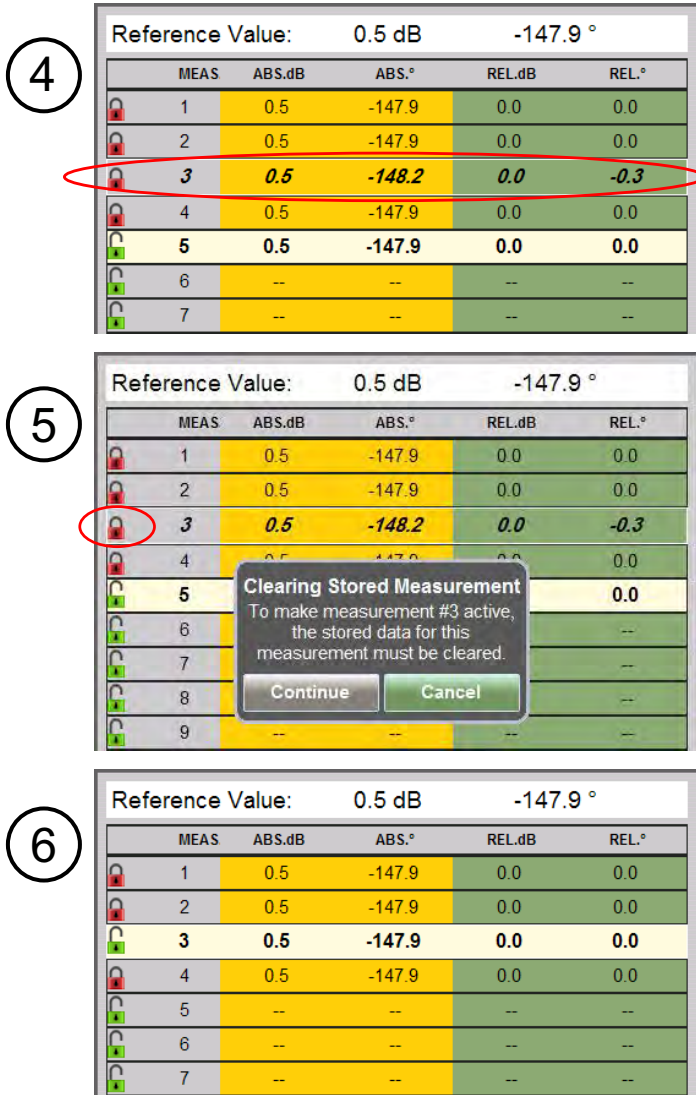 4
Reference Value: 0.5 dB -147.9 °
MEAS ABS.dB ABS.° REL.dB REL.°
1 0.5 -147.9 0.0 0.0
2 0.5 -147.9 0.0 0.0
3 0.5 -148.2 0.0 -0.3
4 0.5 -147.9 0.0 0.0
5 0.5 -147.9 0.0 0.0
6 -- -- -- --
7 -- -- -- --
5
Reference Value: 0.5 dB -147.9 °
MEAS ABS.dB ABS.° REL.dB REL.°
1 0.5 -147.9 0.0 0.0
2 0.5 -147.9 0.0 0.0
3 0.5 -148.2 0.0 -0.3
4 0.0
5 0.0
6 --
7 --
8 --
9 -- -- -- --
Clearing Stored Measurement
To make measurement #3 active,
the stored data for this
measurement must be cleared.
Continue Cancel
6
Reference Value: 0.5 dB -147.9 °
MEAS ABS.dB ABS.° REL.dB REL.°
1 0.5 -147.9 0.0 0.0
2 0.5 -147.9 0.0 0.0
3 0.5 -147.9 0.0 0.0
4 0.5 -147.9 0.0 0.0
5 -- -- -- --
6 -- -- -- --
7 -- -- -- --